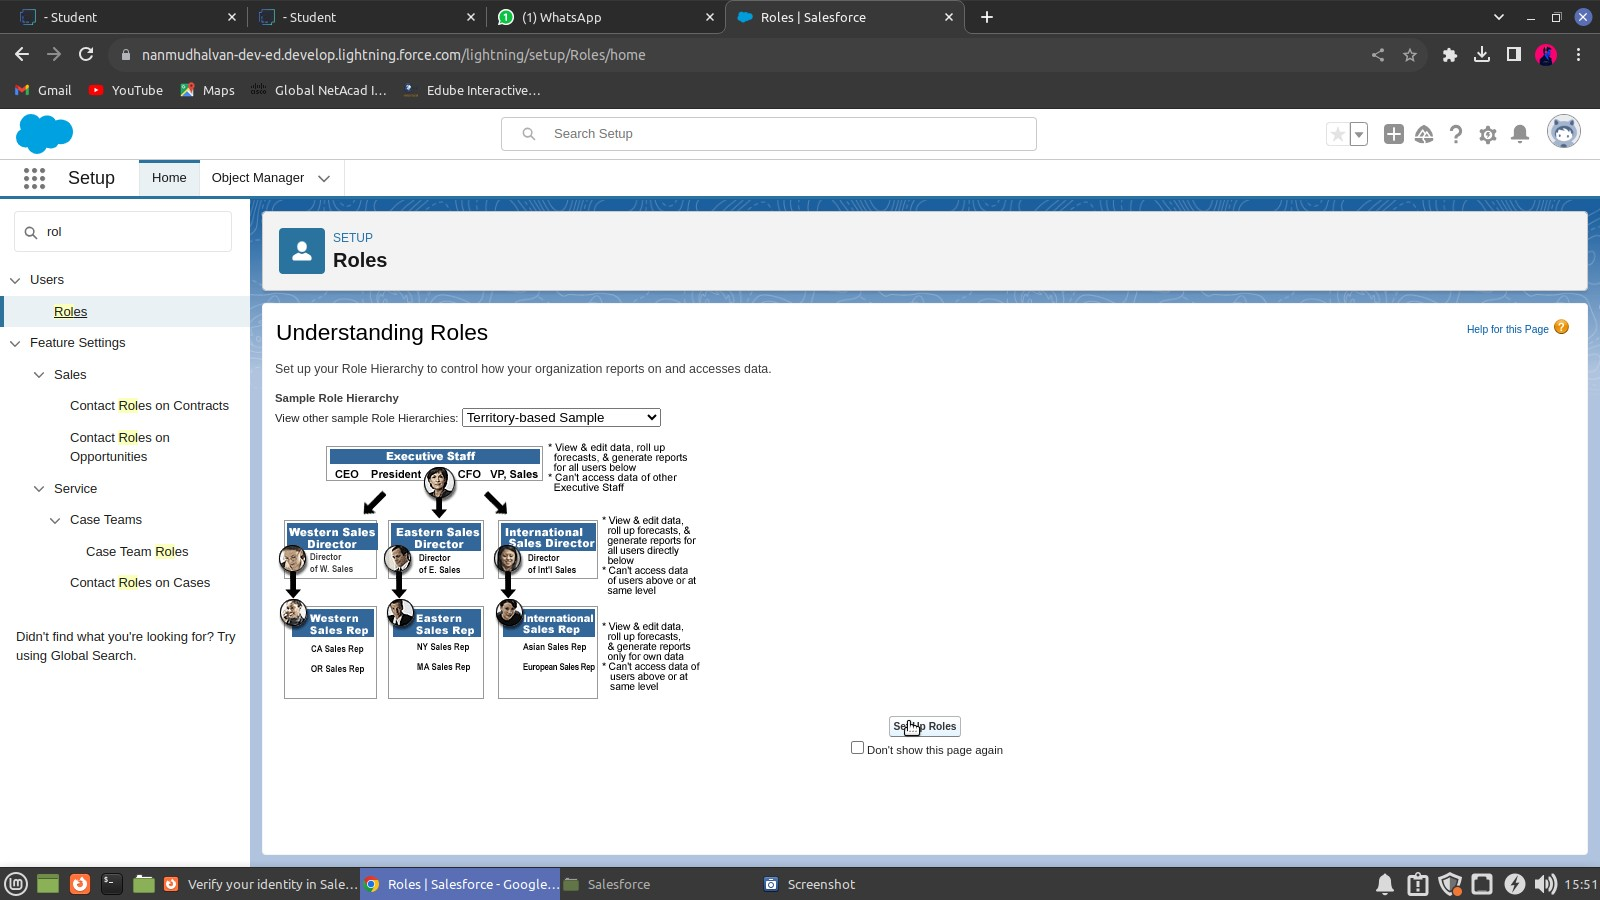 - Student
- Student
(1) WhatsApp
Roles | Salesforce
nanmudhalvan-dev-ed.develop.lightning.force.com/lightning/setup/Roles/home
Gmail
YouTube
Maps
Global NetAcad I...
Edube Interactive...
Search Setup
Setup
Home
Object Manager
rol
Users
Roles
Feature Settings
Sales
Contact Roles on Contracts
Contact Roles on
Opportunities
Service
Case Teams
Case Team Roles
Contact Roles on Cases
Didn't find what you're looking for? Try
using Global Search.
SETUP
Roles
Understanding Roles
Help for this Page ?
Set up your Role Hierarchy to control how your organization reports on and accesses data.
Sample Role Hierarchy
View other sample Role Hierarchies: Territory-based Sample
Executive Staff
CEO President CFO VP, Sales
* View & edit data, roll up
forecasts, & generate reports
for all users below
* Can't access data of other
Executive Staff
Western Sales
Director
Director
of W. Sales
Eastern Sales
Director
Director
of E. Sales
International
Sales Director
Director
of Int'l Sales
* View & edit data,
roll up forecasts, &
generate reports for
all users directly
below
* Can't access data
of users above or at
same level
Western
Sales Rep
CA Sales Rep
OR Sales Rep
Eastern
Sales Rep
NY Sales Rep
MA Sales Rep
International
Sales Rep
Asian Sales Rep
European Sales Rep
* View & edit data,
roll up forecasts,
& generate reports
only for own data
* Can't access data of
users above or at
same level
Set Up Roles
Don't show this page again
Verify your identity in Sale...
Roles | Salesforce - Google...
Salesforce
Screenshot
15:51